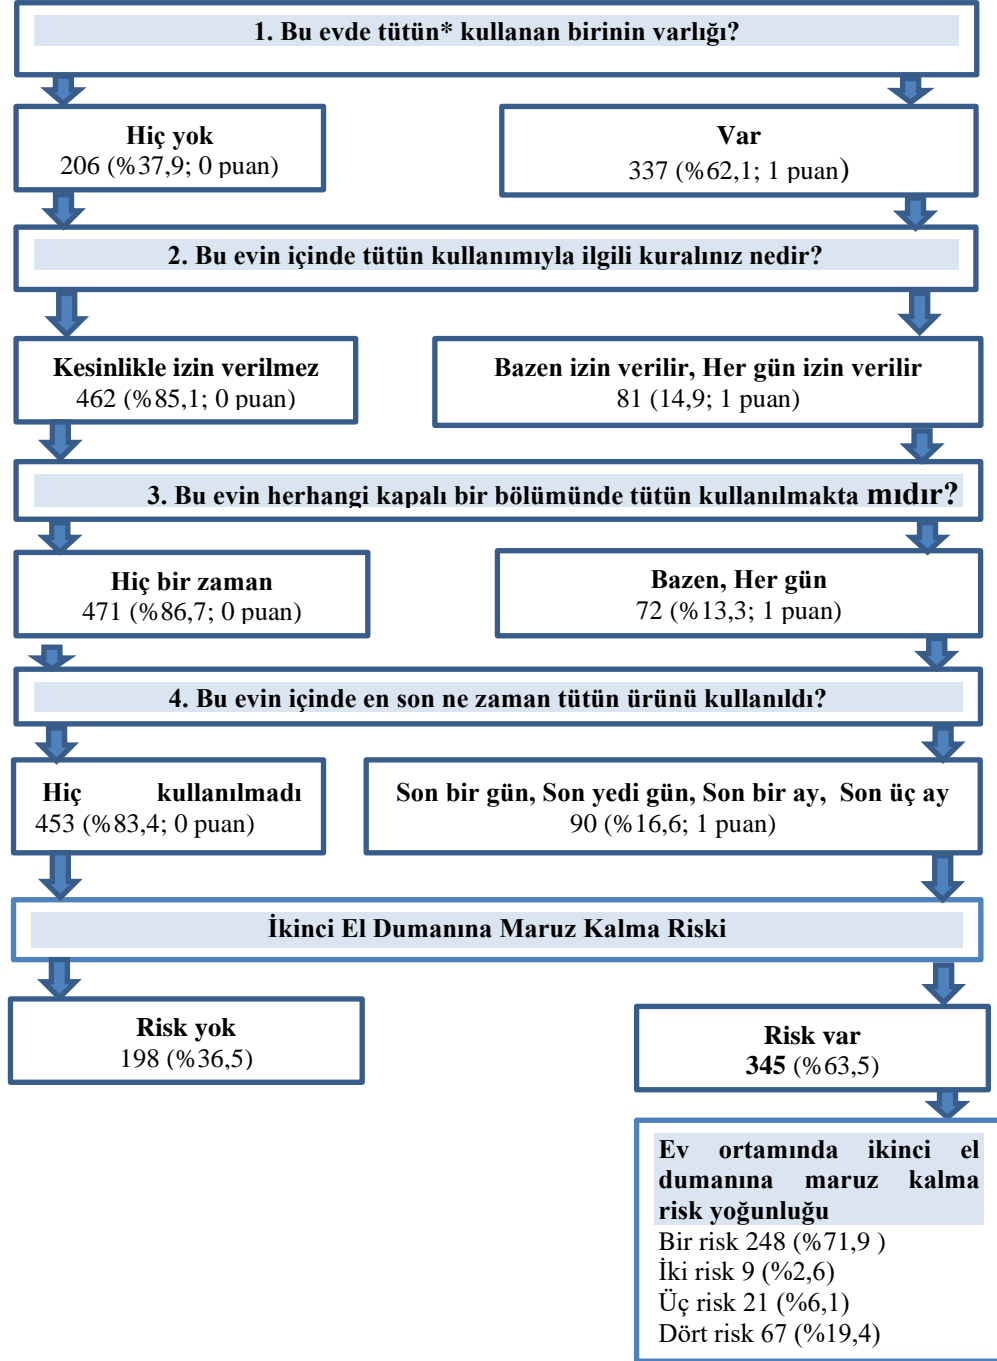 1. Bu evde tütün* kullanan birinin varlığı?
Hiç yok
206 (%37,9; 0 puan)
Var
337 (%62,1; 1 puan)
2. Bu evin içinde tütün kullanımıyla ilgili kuralınız nedir?
Kesinlikle izin verilmez
462 (%85,1; 0 puan)
Bazen izin verilir, Her gün izin verilir
81 (14,9; 1 puan)
3. Bu evin herhangi kapalı bir bölümünde tütün kullanılmakta mıdır?
Hiç bir zaman
471 (%86,7; 0 puan)
Bazen, Her gün
72 (%13,3; 1 puan)
4. Bu evin içinde en son ne zaman tütün ürünü kullanıldı?
Hiç kullanılmadı
453 (%83,4; 0 puan)
Son bir gün, Son yedi gün, Son bir ay, Son üç ay
90 (%16,6; 1 puan)
İkinci El Dumanına Maruz Kalma Riski
Risk yok
198 (%36,5)
Risk var
345 (%63,5)
Ev ortamında ikinci el
dumanına maruz kalma
risk yoğunluğu
Bir risk 248 (%71,9 )
İki risk 9 (%2,6)
Üç risk 21 (%6,1)
Dört risk 67 (%19,4)